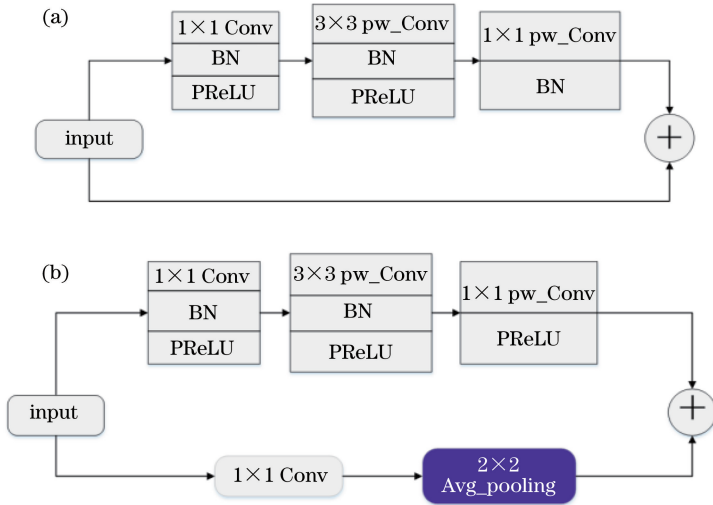 (a)
1×1 Conv
BN
PReLU
3×3 pw_Conv
BN
PReLU
1×1 pw_Conv
BN
input
+
(b)
1×1 Conv
BN
PReLU
3×3 pw_Conv
BN
PReLU
1×1 pw_Conv
PReLU
input
+
1×1 Conv
2×2
Avg_pooling